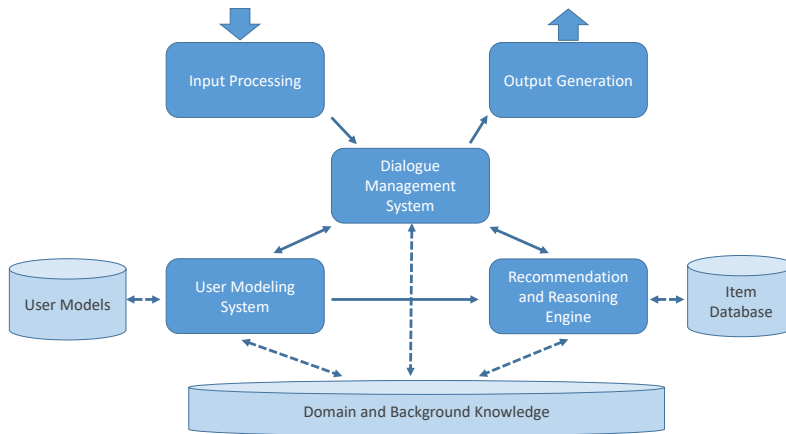 Input Processing
Output Generation
Dialogue
Management
System
User Models
User Modeling
System
Recommendation
and Reasoning
Engine
Item
Database
Domain and Background Knowledge